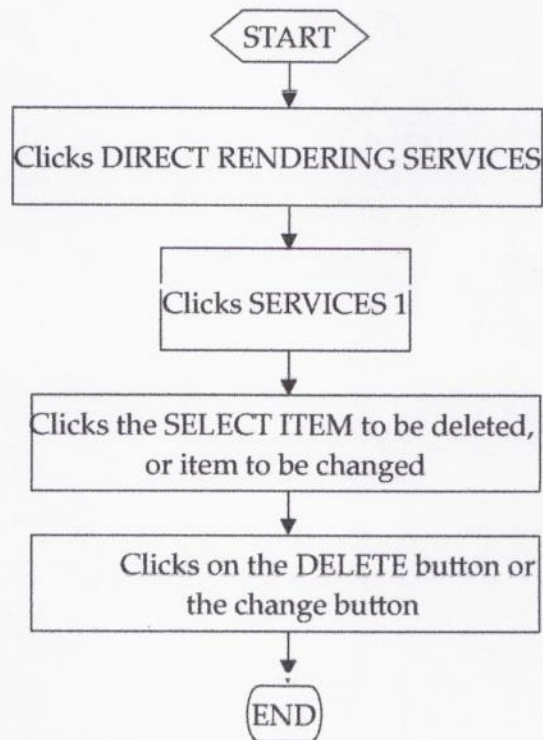 START
Clicks DIRECT RENDERING SERVICES
Clicks SERVICES 1
Clicks the SELECT ITEM to be deleted,
or item to be changed
Clicks on the DELETE button or
the change button
END